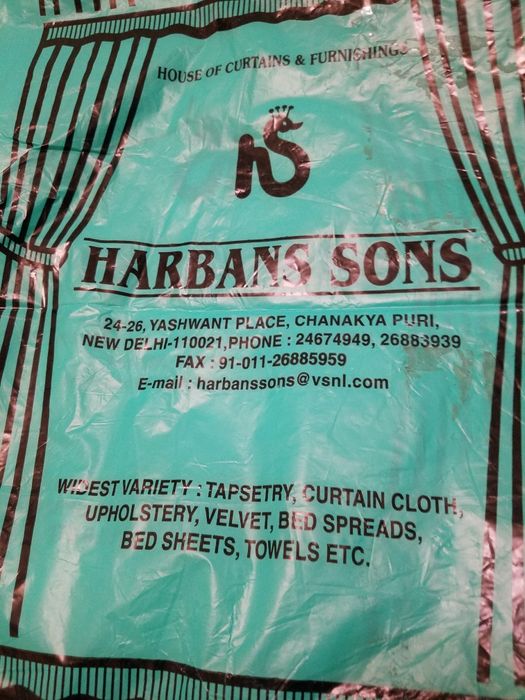 HOUSE OF CURTAINS & FURNISHINGS
hS
HARBANS SONS
24-26, YASHWANT PLACE, CHANAKYA PURI,
NEW DELHI-110021, PHONE : 24674949, 26883939
FAX : 91-011-26885959
E-mail : harbanssons@vsnl.com
WIDEST VARIETY : TAPSETRY, CURTAIN CLOTH,
UPHOLSTERY, VELVET, BED SPREADS,
BED SHEETS, TOWELS ETC.